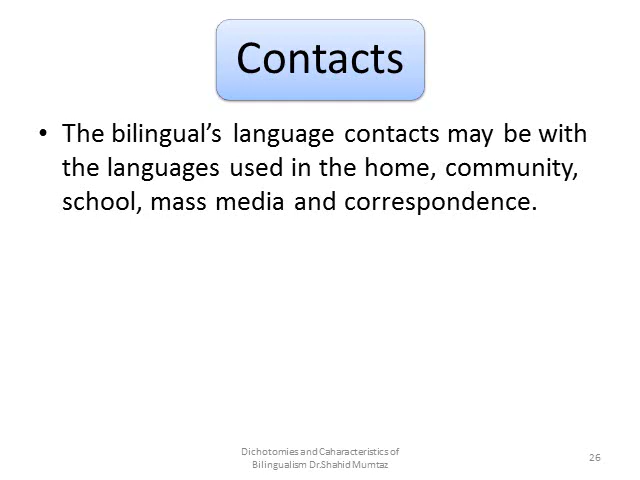 Contacts
• The bilingual's language contacts may be with
the languages used in the home, community,
school, mass media and correspondence.
Dichotomies and Caharacteristics of
Bilingualism Dr.Shahid Mumtaz
26